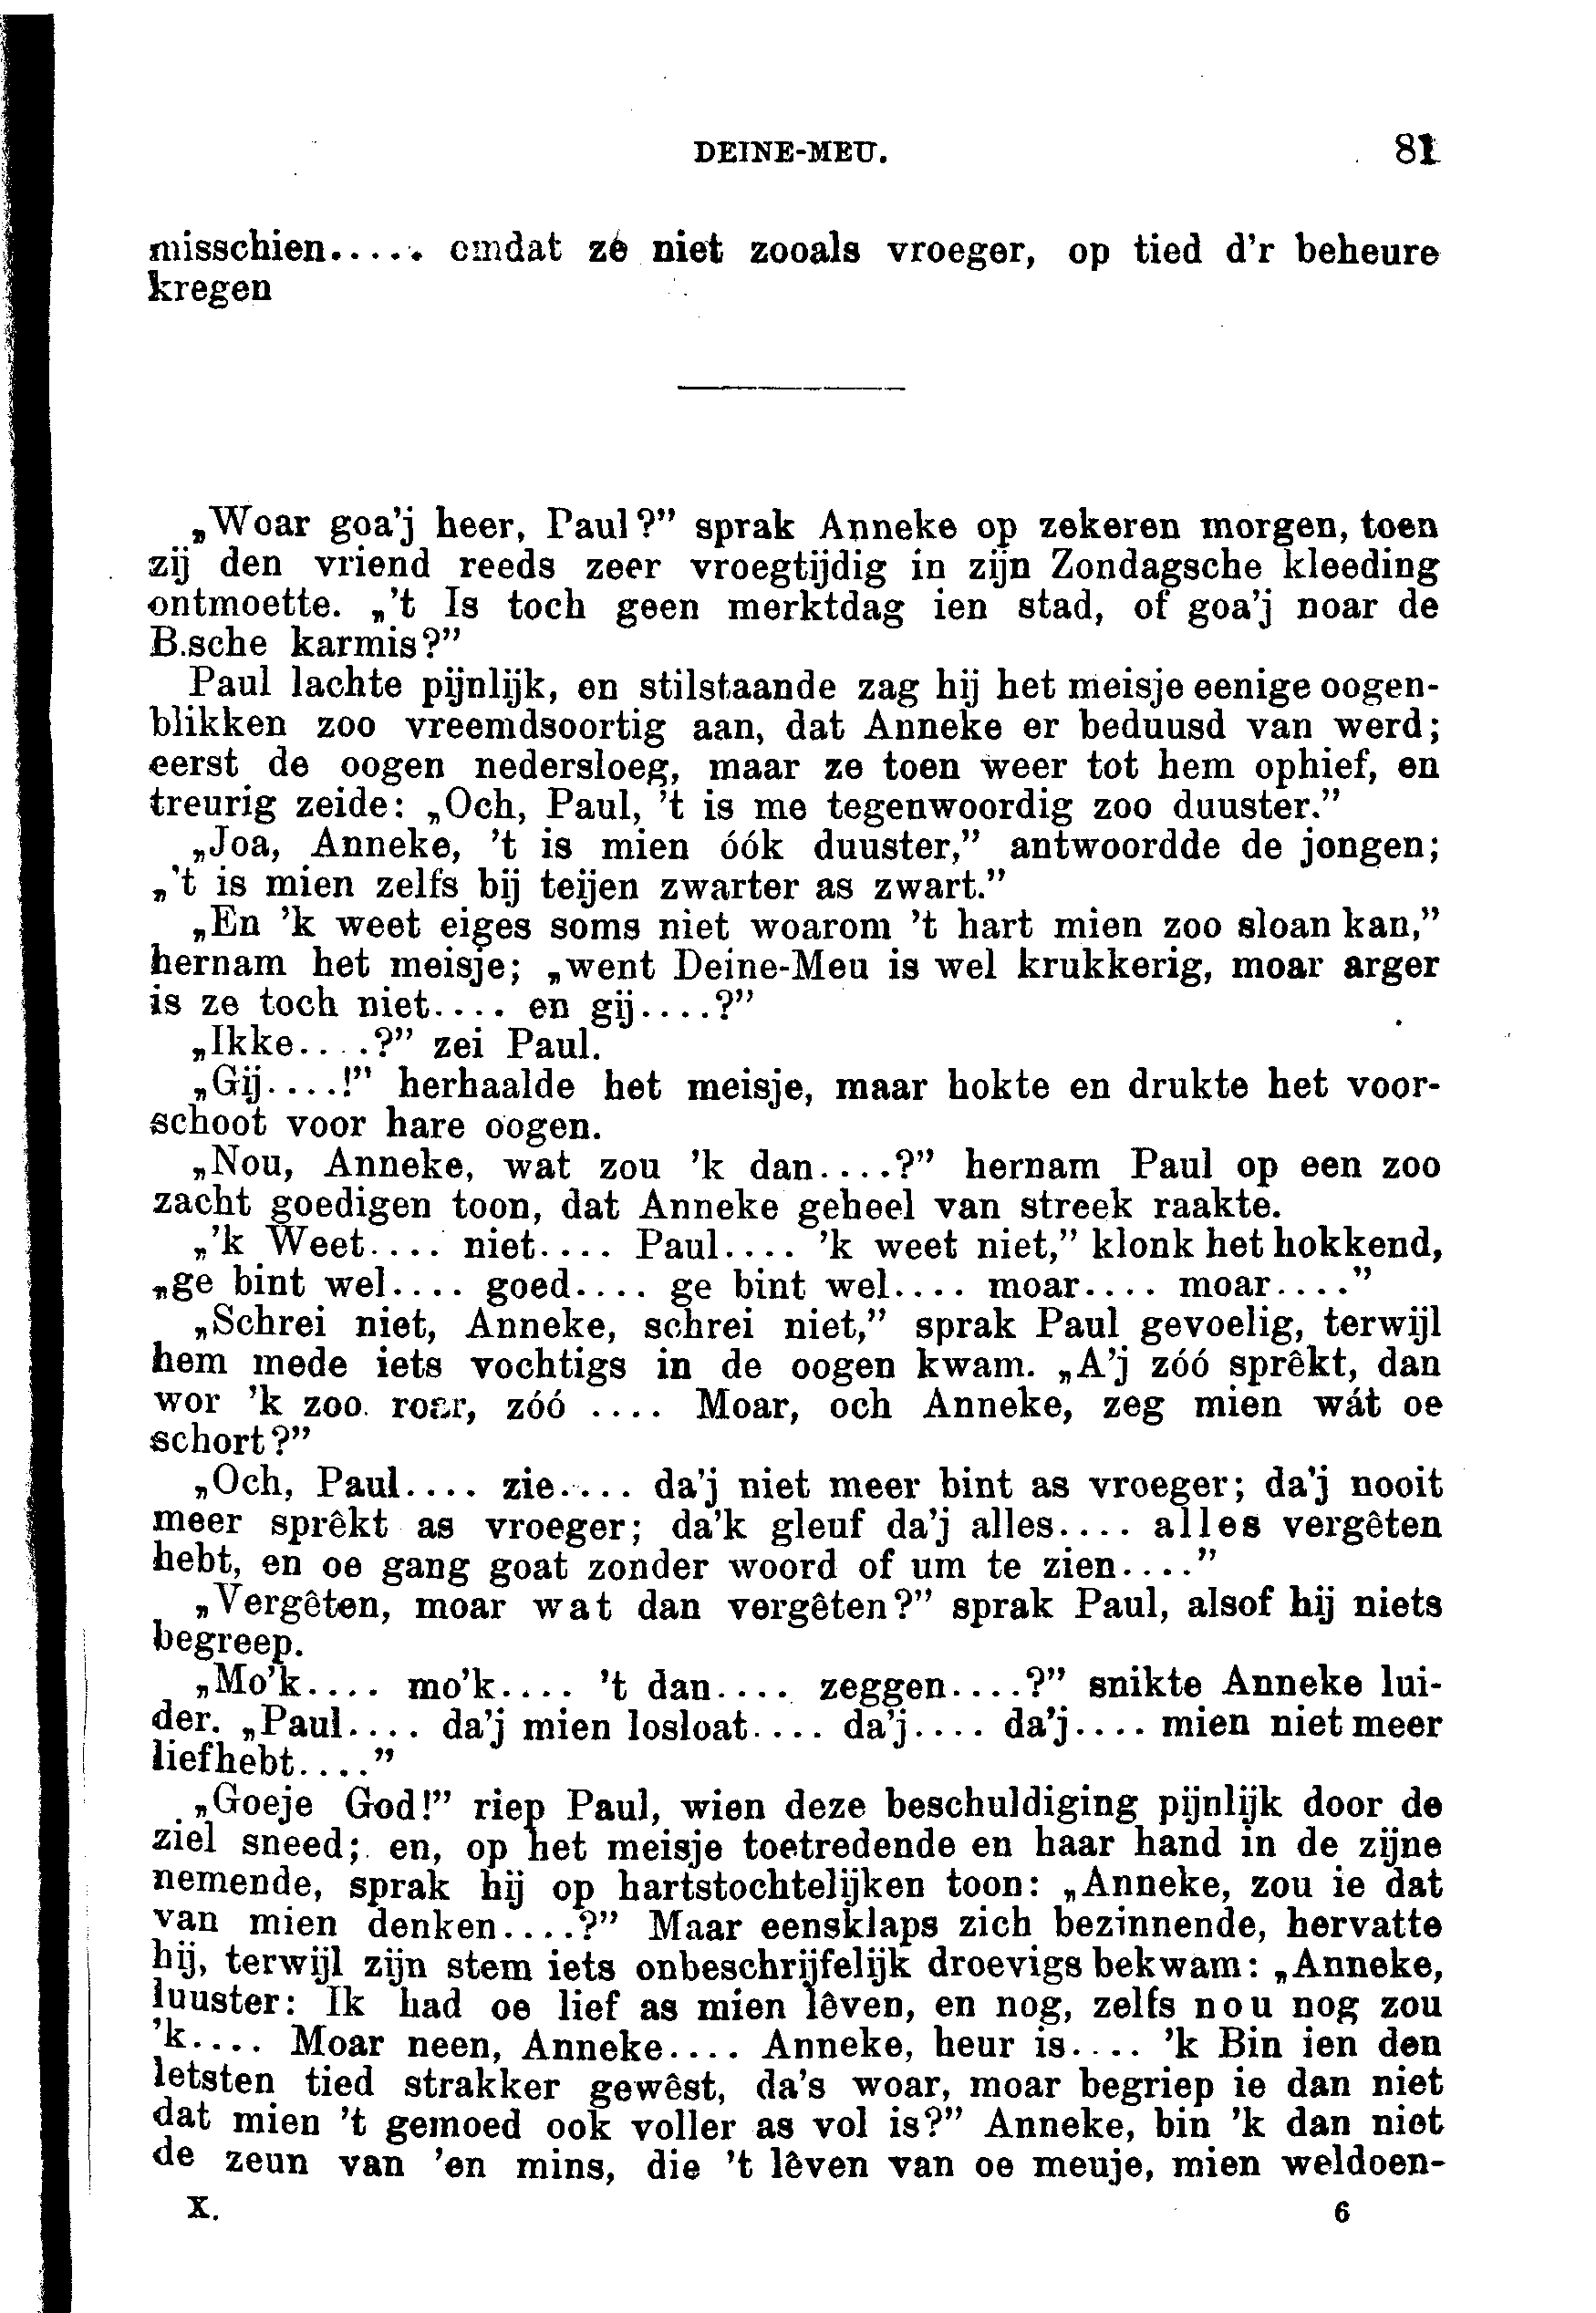 DEINE-MEU. 81
misschien..... omdat ze niet zooals vroeger, op tied d'r beheure
kregen
„Woar goa'j heer, Paul?” sprak Anneke op zekeren morgen, toen
zij den vriend reeds zeer vroegtijdig in zijn Zondagsche kleeding
ontmoette. „'t Is toch geen merktdag ien stad, of goa'j noar de
B.sche karmis?”
Paul lachte pijnlijk, en stilstaande zag hij het meisje eenige oogen-
blikken zoo vreemdsoortig aan, dat Anneke er beduusd van werd;
eerst de oogen nedersloeg, maar ze toen weer tot hem ophief, en
treurig zeide: „Och, Paul, 't is me tegenwoordig zoo duuster.”
„Joa, Anneke, 't is mien óók duuster,” antwoordde de jongen;
„'t is mien zelfs bij teijen zwarter as zwart.”
„En 'k weet eiges soms niet woarom 't hart mien zoo sloan kan,”
hernam het meisje; „went Deine-Meu is wel krukkerig, moar arger
is ze toch niet.... en gij....?”
„Ikke....?” zei Paul.
„Gij....!” herhaalde het meisje, maar hokte en drukte het voor-
schoot voor hare oogen.
„Nou, Anneke, wat zou 'k dan....?” hernam Paul op een zoo
zacht goedigen toon, dat Anneke geheel van streek raakte.
„'k Weet.... niet.... Paul.... 'k weet niet,” klonk het hokkend,
„ge bint wel.... goed.... ge bint wel.... moar.... moar....”
„Schrei niet, Anneke, schrei niet,” sprak Paul gevoelig, terwijl
hem mede iets vochtigs in de oogen kwam. „A'j zóó sprêkt, dan
wor 'k zoo roar, zóó .... Moar, och Anneke, zeg mien wát oe
schort?”
„Och, Paul.... zie.... da'j niet meer bint as vroeger; da'j nooit
meer sprêkt as vroeger; da'k gleuf da'j alles.... alles vergêten
hebt, en oe gang goat zonder woord of um te zien....”
„Vergêten, moar wat dan vergêten?” sprak Paul, alsof hij niets
begreep.
„Mo'k.... mo'k.... 't dan.... zeggen....?” snikte Anneke lui-
der. „Paul.... da'j mien losloat.... da'j.... da'j.... mien niet meer
liefhebt....”
„Goeje God!” riep Paul, wien deze beschuldiging pijnlijk door de
ziel sneed; en, op het meisje toetredende en haar hand in de zijne
nemende, sprak hij op hartstochtelijken toon: „Anneke, zou ie dat
van mien denken....?” Maar eensklaps zich bezinnende, hervatte
hij, terwijl zijn stem iets onbeschrijfelijk droevigs bekwam: „Anneke,
luuster: Ik had oe lief as mien lêven, en nog, zelfs nou nog zou
'k.... Moar neen, Anneke.... Anneke, heur is.... 'k Bin ien den
letsten tied strakker gewêst, da's woar, moar begriep ie dan niet
dat mien 't gemoed ook voller as vol is?” Anneke, bin 'k dan niet
de zeun van 'en mins, die 't lêven van oe meuje, mien weldoen-
X. 6